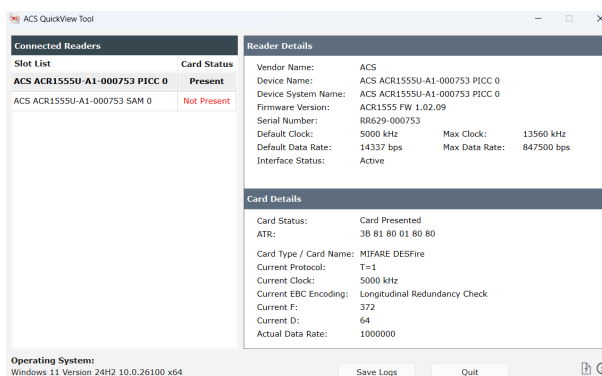 ACS QuickView Tool
Connected Readers
Slot List Card Status
ACS ACR1555U-A1-000753 PICC 0 Present
ACS ACR1555U-A1-000753 SAM 0 Not Present
Reader Details
Vendor Name: ACS
Device Name: ACS ACR1555U-A1-000753 PICC 0
Device System Name: ACS ACR1555U-A1-000753 PICC 0
Firmware Version: ACR1555 FW 1.02.09
Serial Number: RR629-000753
Default Clock: 5000 kHz Max Clock: 13560 kHz
Default Data Rate: 14337 bps Max Data Rate: 847500 bps
Interface Status: Active
Card Details
Card Status: Card Presented
ATR: 3B 81 80 01 80 80
Card Type / Card Name: MIFARE DESFire
Current Protocol: T=1
Current Clock: 5000 kHz
Current EBC Encoding: Longitudinal Redundancy Check
Current F: 372
Current D: 64
Actual Data Rate: 1000000
Operating System:
Windows 11 Version 24H2 10.0.26100 x64
Save Logs Quit